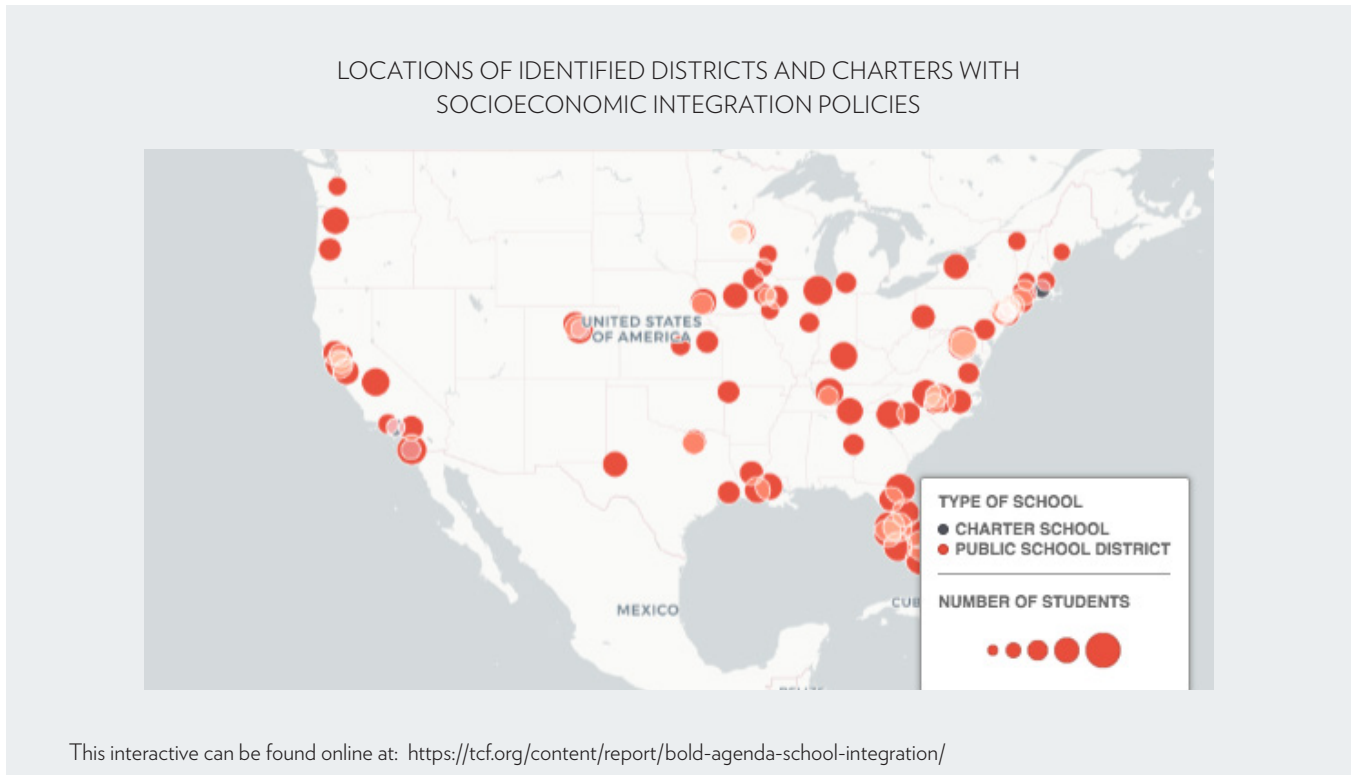 LOCATIONS OF IDENTIFIED DISTRICTS AND CHARTERS WITH
SOCIOECONOMIC INTEGRATION POLICIES
UNITED STATES
OF AMERICA
MEXICO
CUB
TYPE OF SCHOOL
CHARTER SCHOOL
PUBLIC SCHOOL DISTRICT
NUMBER OF STUDENTS
This interactive can be found online at: https://tcf.org/content/report/bold-agenda-school-integration/